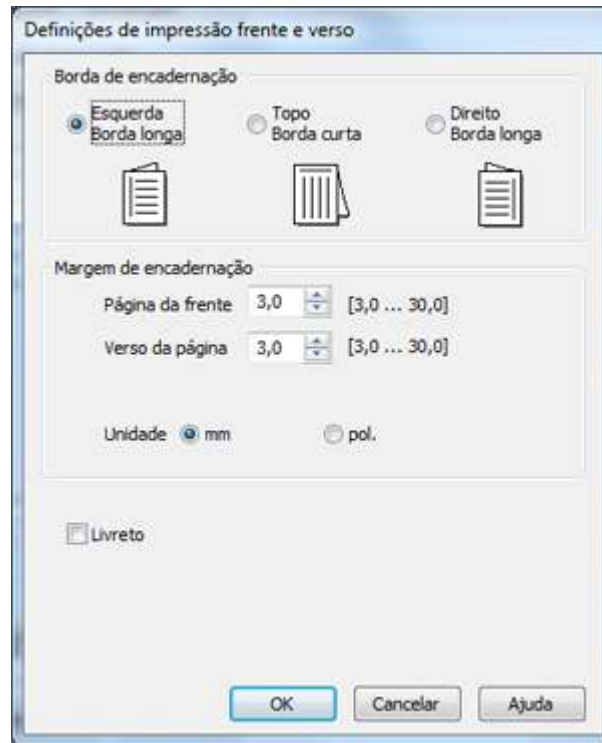 Definições de impressão frente e verso
Borda de encadernação
Esquerda
Borda longa
Topo
Borda curta
Direito
Borda longa
Margem de encadernação
Página da frente 3,0 [3,0 ... 30,0]
Verso da página 3,0 [3,0 ... 30,0]
Unidade mm pol.
Livreto
OK Cancelar Ajuda